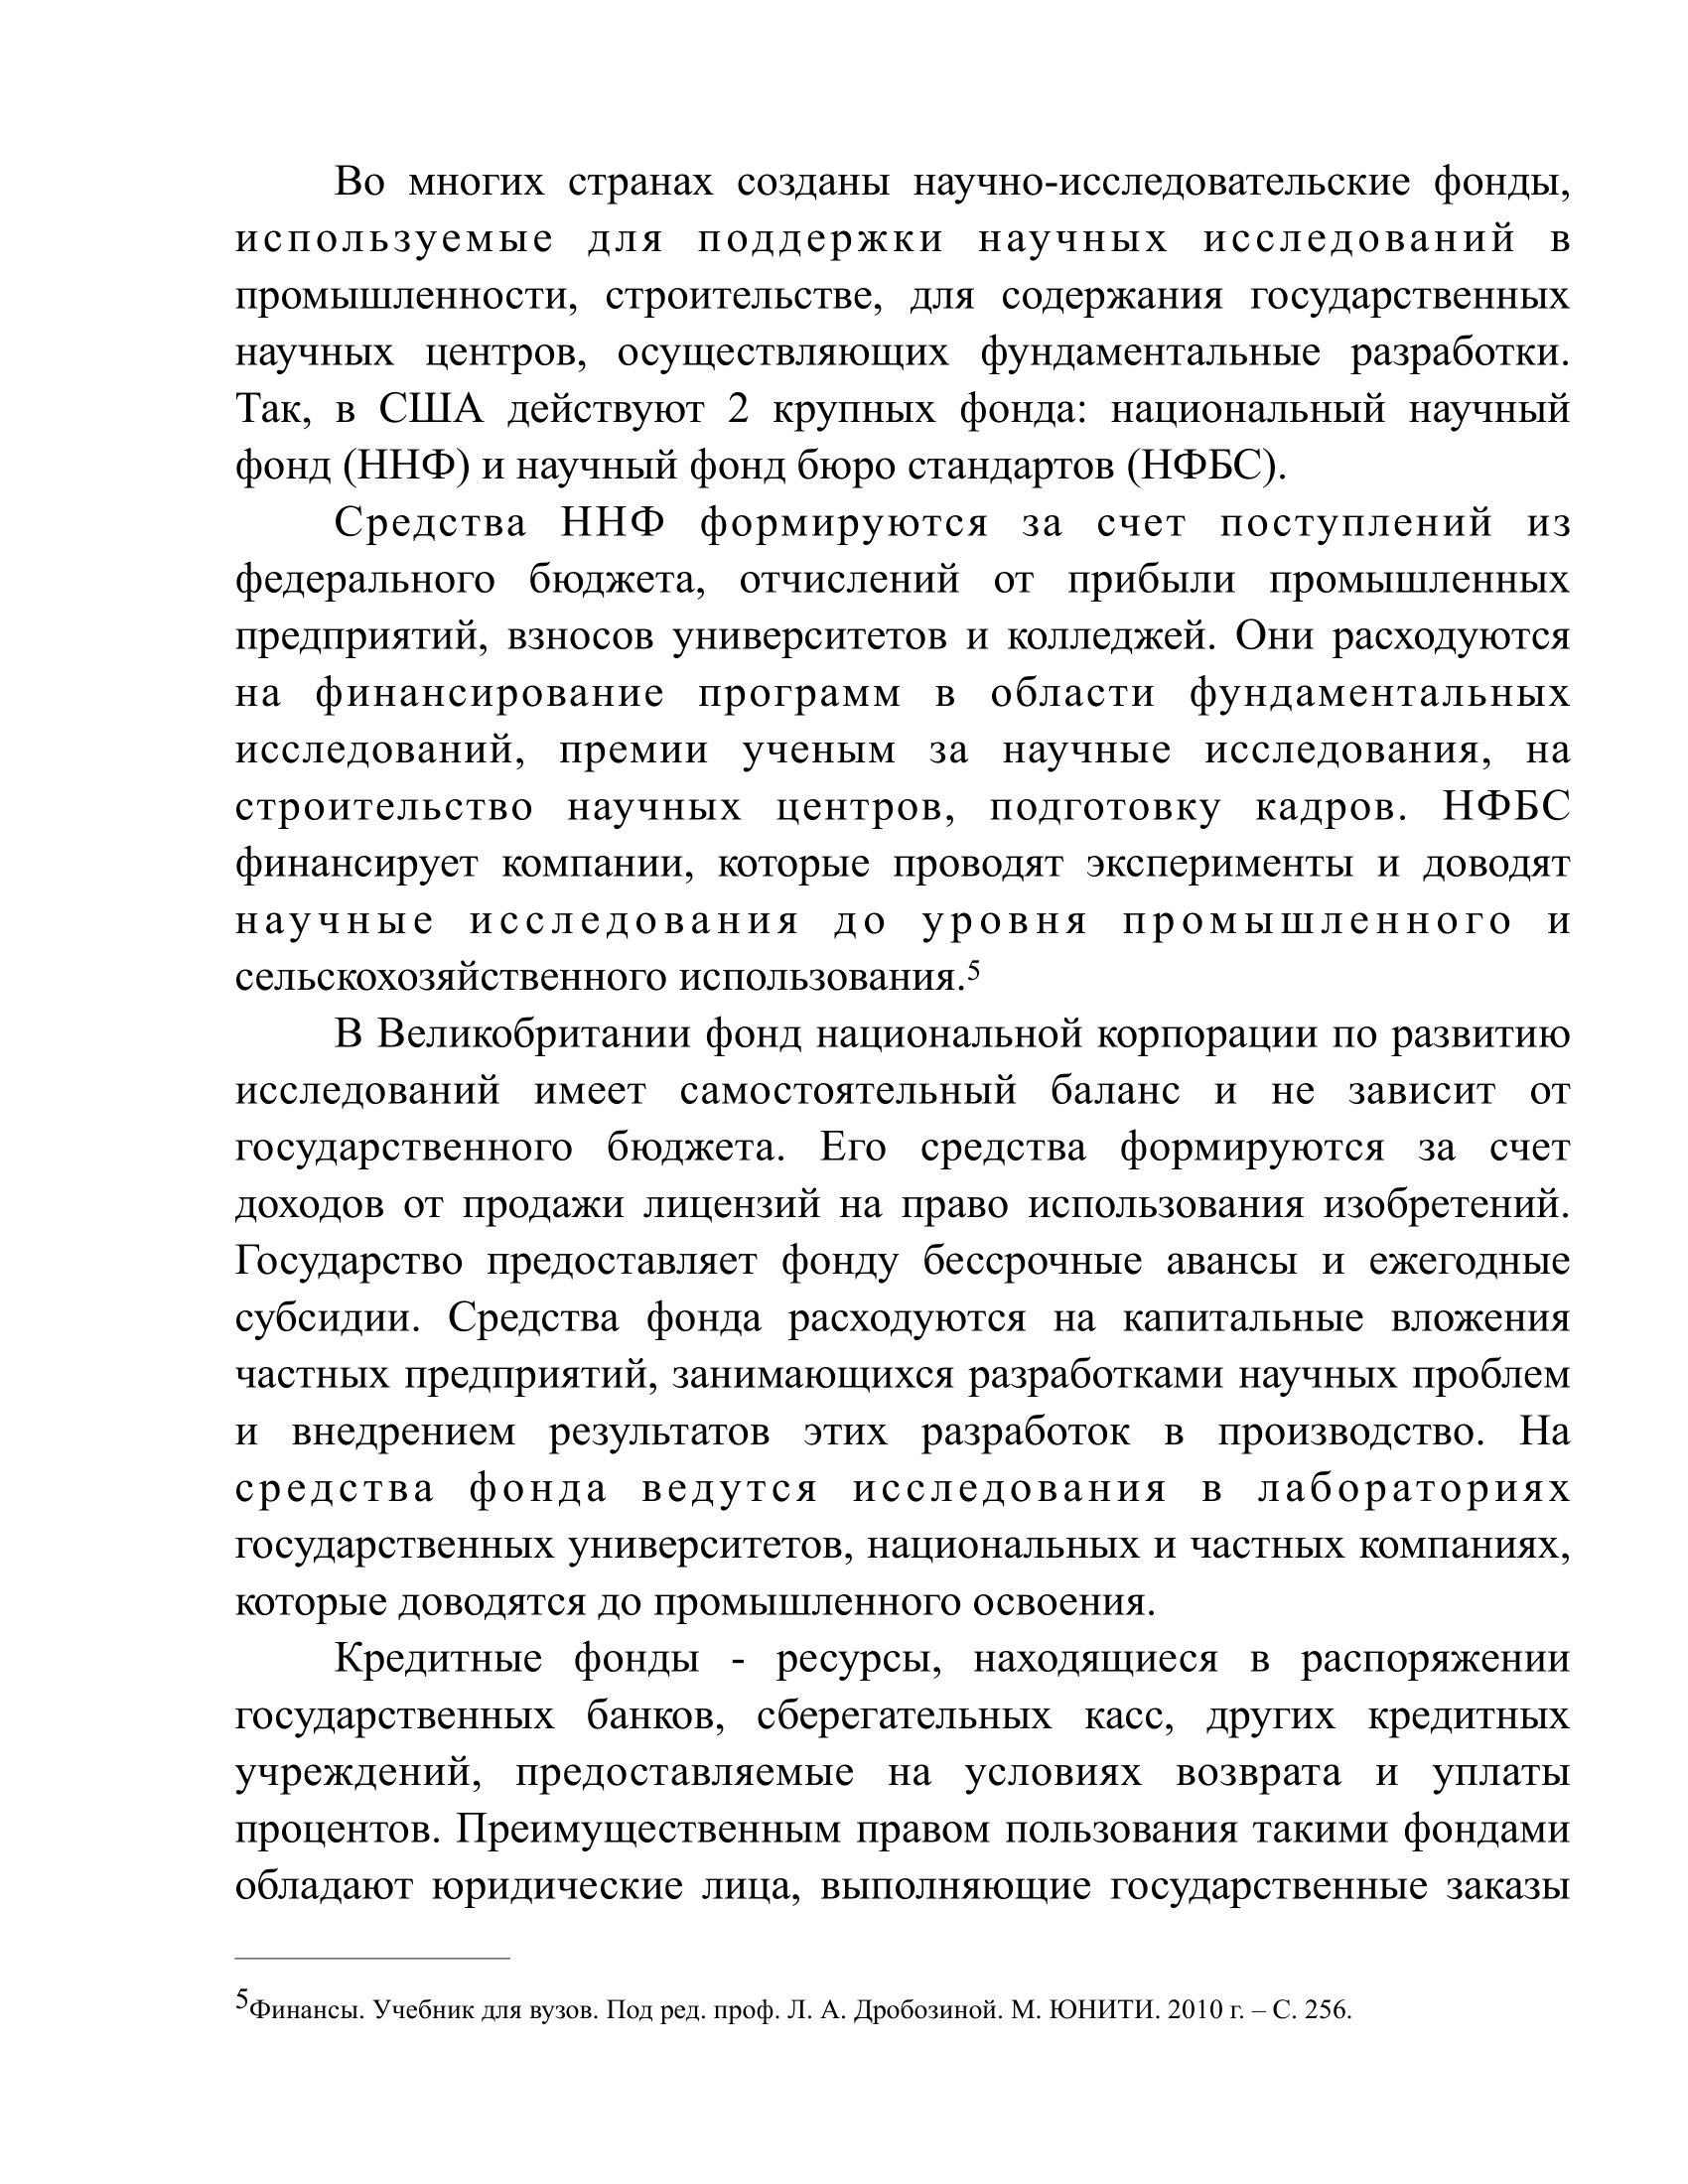 Во многих странах созданы научно-исследовательские фонды,
используемые для поддержки научных исследований в
промышленности, строительстве, для содержания государственных
научных центров, осуществляющих фундаментальные разработки.
Так, в США действуют 2 крупных фонда: национальный научный
фонд (ННФ) и научный фонд бюро стандартов (НФБС).
Средства ННФ формируются за счет поступлений из
федерального бюджета, отчислений от прибыли промышленных
предприятий, взносов университетов и колледжей. Они расходуются
на финансирование программ в области фундаментальных
исследований, премии ученым за научные исследования, на
строительство научных центров, подготовку кадров. НФБС
финансирует компании, которые проводят эксперименты и доводят
научные исследования до уровня промышленного и
сельскохозяйственного использования.5
В Великобритании фонд национальной корпорации по развитию
исследований имеет самостоятельный баланс и не зависит от
государственного бюджета. Его средства формируются за счет
доходов от продажи лицензий на право использования изобретений.
Государство предоставляет фонду бессрочные авансы и ежегодные
субсидии. Средства фонда расходуются на капитальные вложения
частных предприятий, занимающихся разработками научных проблем
и внедрением результатов этих разработок в производство. На
средства фонда ведутся исследования в лабораториях
государственных университетов, национальных и частных компаниях,
которые доводятся до промышленного освоения.
Кредитные фонды - ресурсы, находящиеся в распоряжении
государственных банков, сберегательных касс, других кредитных
учреждений, предоставляемые на условиях возврата и уплаты
процентов. Преимущественным правом пользования такими фондами
обладают юридические лица, выполняющие государственные заказы
5Финансы. Учебник для вузов. Под ред. проф. Л. А. Дробозиной. М. ЮНИТИ. 2010 г. – С. 256.